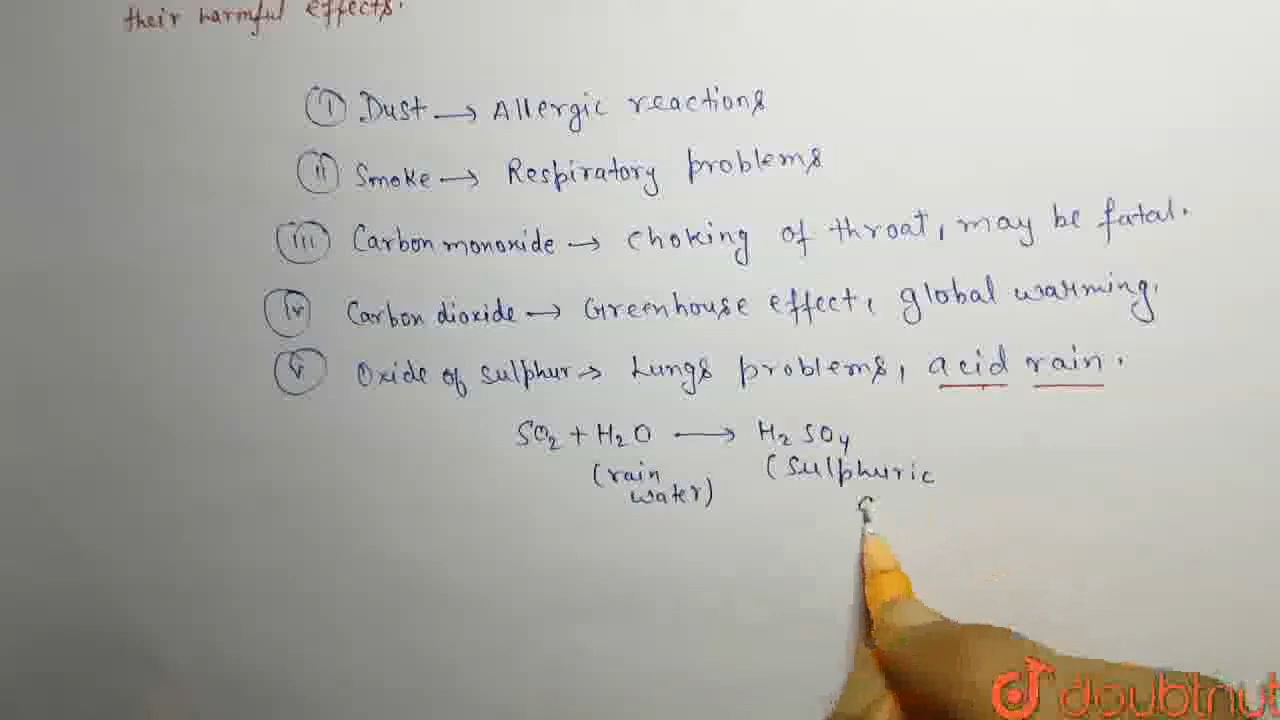 their harmful effects.
(i) Dust → Allergic reactions
(ii) Smoke → Respiratory problems
(iii) Carbon monoxide → choking of throat, may be fatal.
(iv) Carbon dioxide → Greenhouse effect, global warming.
(v) Oxide of sulphur → Lungs problems, acid rain.
SO₂ + H₂O → H₂SO₄
(rain water) (Sulphuric
doubtnut